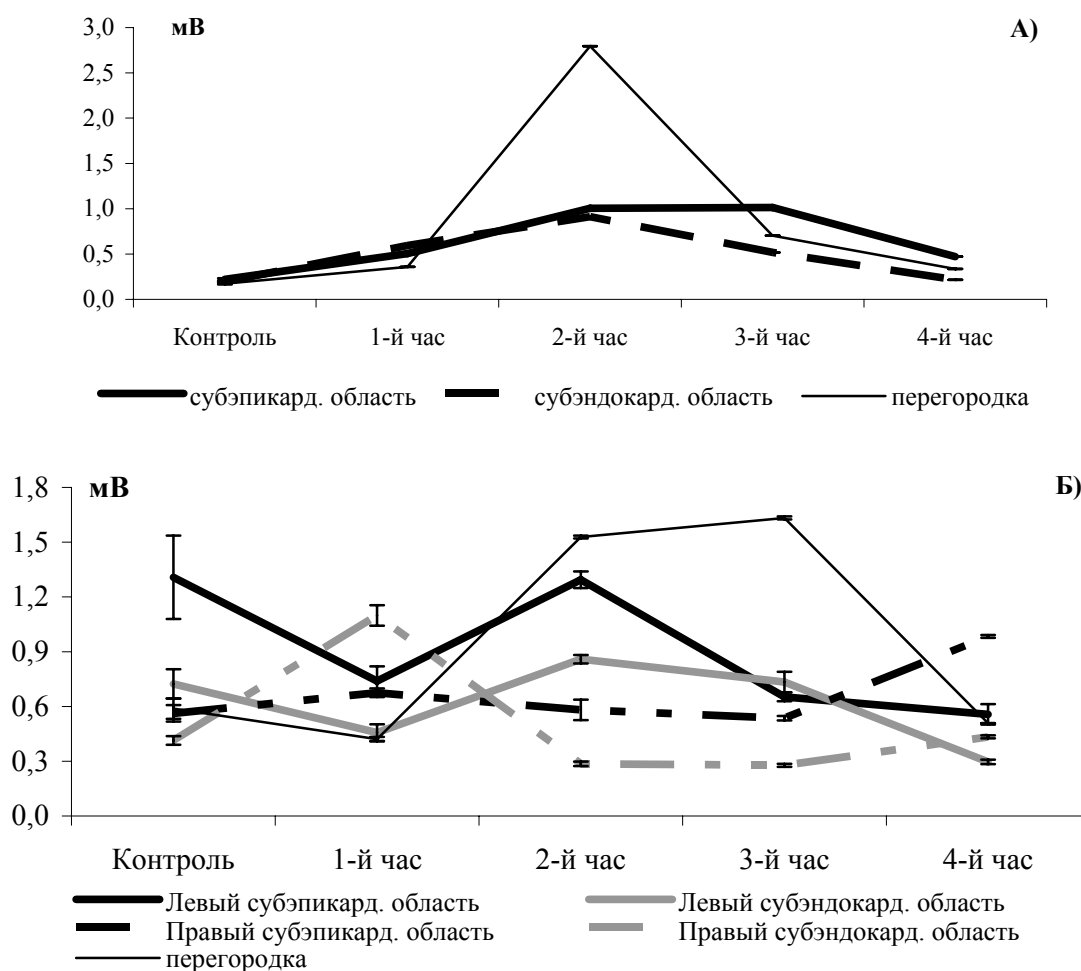 мВ
А)
3,0
2,5
2,0
1,5
1,0
0,5
0,0
Контроль 1-й час 2-й час 3-й час 4-й час
субэпикард. область субэндокард. область перегородка
мВ
Б)
1,8
1,5
1,2
0,9
0,6
0,3
0,0
Контроль 1-й час 2-й час 3-й час 4-й час
Левый субэпикард. область Левый субэндокард. область
Правый субэпикард. область Правый субэндокард. область
перегородка